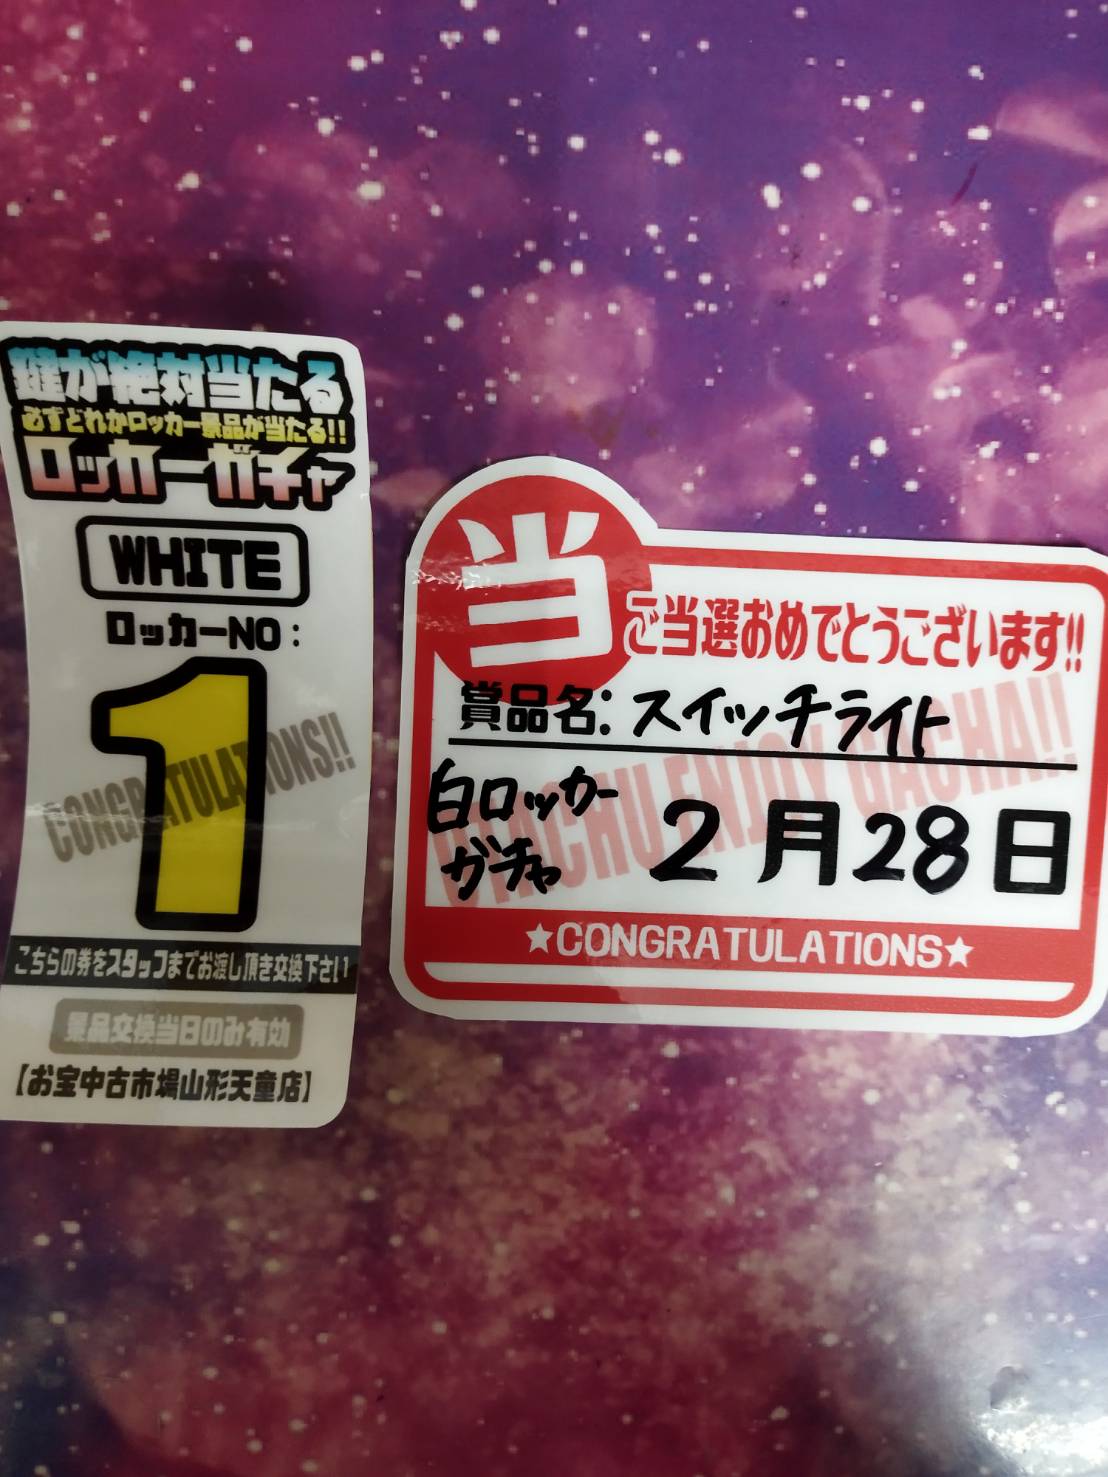 鍵が絶対当たる
必ずどれかロッカー景品が当たる!!
ロッカーガチャ
WHITE
ロッカーNO:
1
CONGRATULATIONS!!
こちらの券をスタッフまでお渡し頂き交換下さい
景品交換当日のみ有効
【お宝中古市場山形天童店】
当
ご当選おめでとうございます!!
賞品名:スイッチライト
白ロッカー
ガチャ
2月28日
ENJOY GACHA!!
★CONGRATULATIONS★